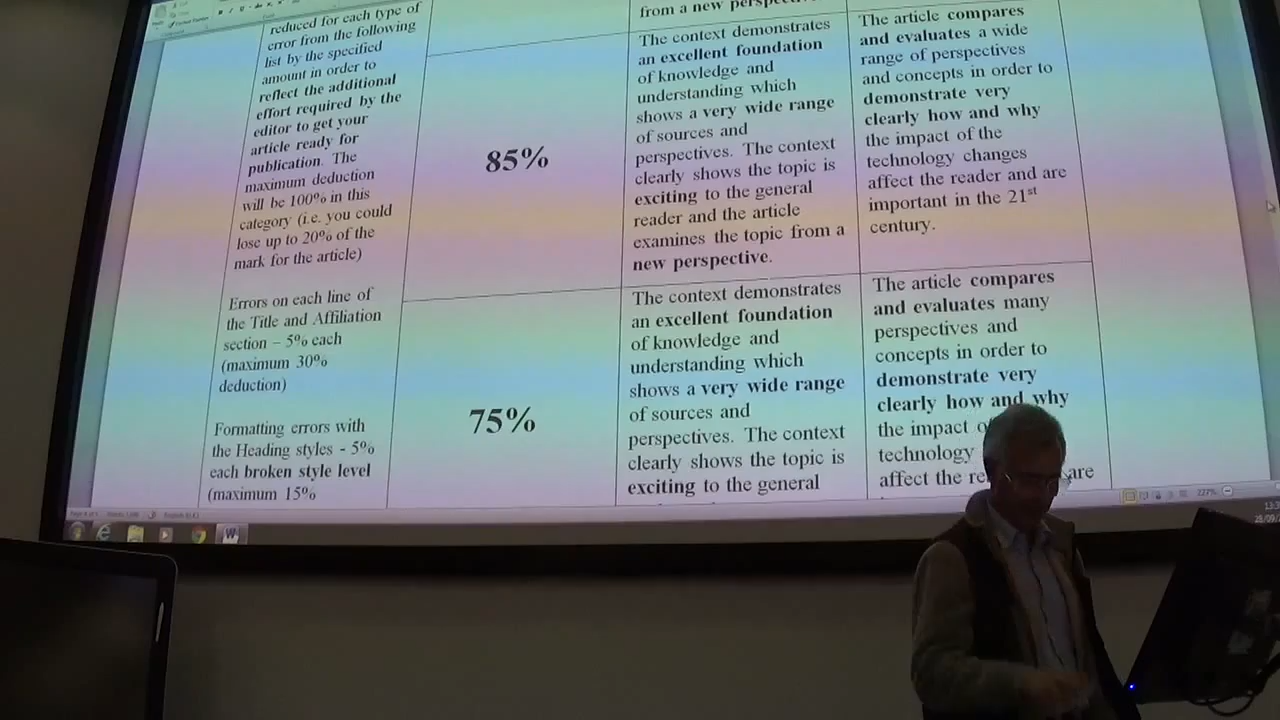 reduced for each type of
error from the following
list by the specified
amount in order to
reflect the additional
effort required by the
editor to get your
article ready for
publication. The
maximum deduction
will be 100% in this
category (i.e. you could
lose up to 20% of the
mark for the article)
Errors on each line of
the Title and Affiliation
section – 5% each
(maximum 30%
deduction)
Formatting errors with
the Heading styles - 5%
each broken style level
(maximum 15%
85%
75%
from a new
The context demonstrates
an excellent foundation
of knowledge and
understanding which
shows a very wide range
of sources and
perspectives. The context
clearly shows the topic is
exciting to the general
reader and the article
examines the topic from a
new perspective.
The context demonstrates
an excellent foundation
of knowledge and
understanding which
shows a very wide range
of sources and
perspectives. The context
clearly shows the topic is
exciting to the general
The article compares
and evaluates a wide
range of perspectives
and concepts in order to
demonstrate very
clearly how and why
the impact of the
technology changes
affect the reader and are
important in the 21st
century.
The article compares
and evaluates many
perspectives and
concepts in order to
demonstrate very
clearly how and why
the impact
technology
affect the are
227%